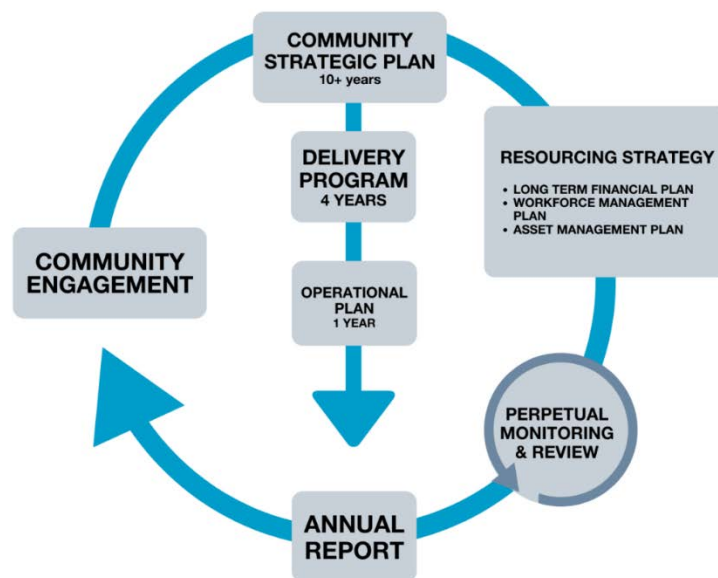 COMMUNITY
STRATEGIC PLAN
10+ years
DELIVERY
PROGRAM
4 YEARS
RESOURCING STRATEGY
• LONG TERM FINANCIAL PLAN
• WORKFORCE MANAGEMENT
PLAN
• ASSET MANAGEMENT PLAN
COMMUNITY
ENGAGEMENT
OPERATIONAL
PLAN
1 YEAR
PERPETUAL
MONITORING
& REVIEW
ANNUAL
REPORT